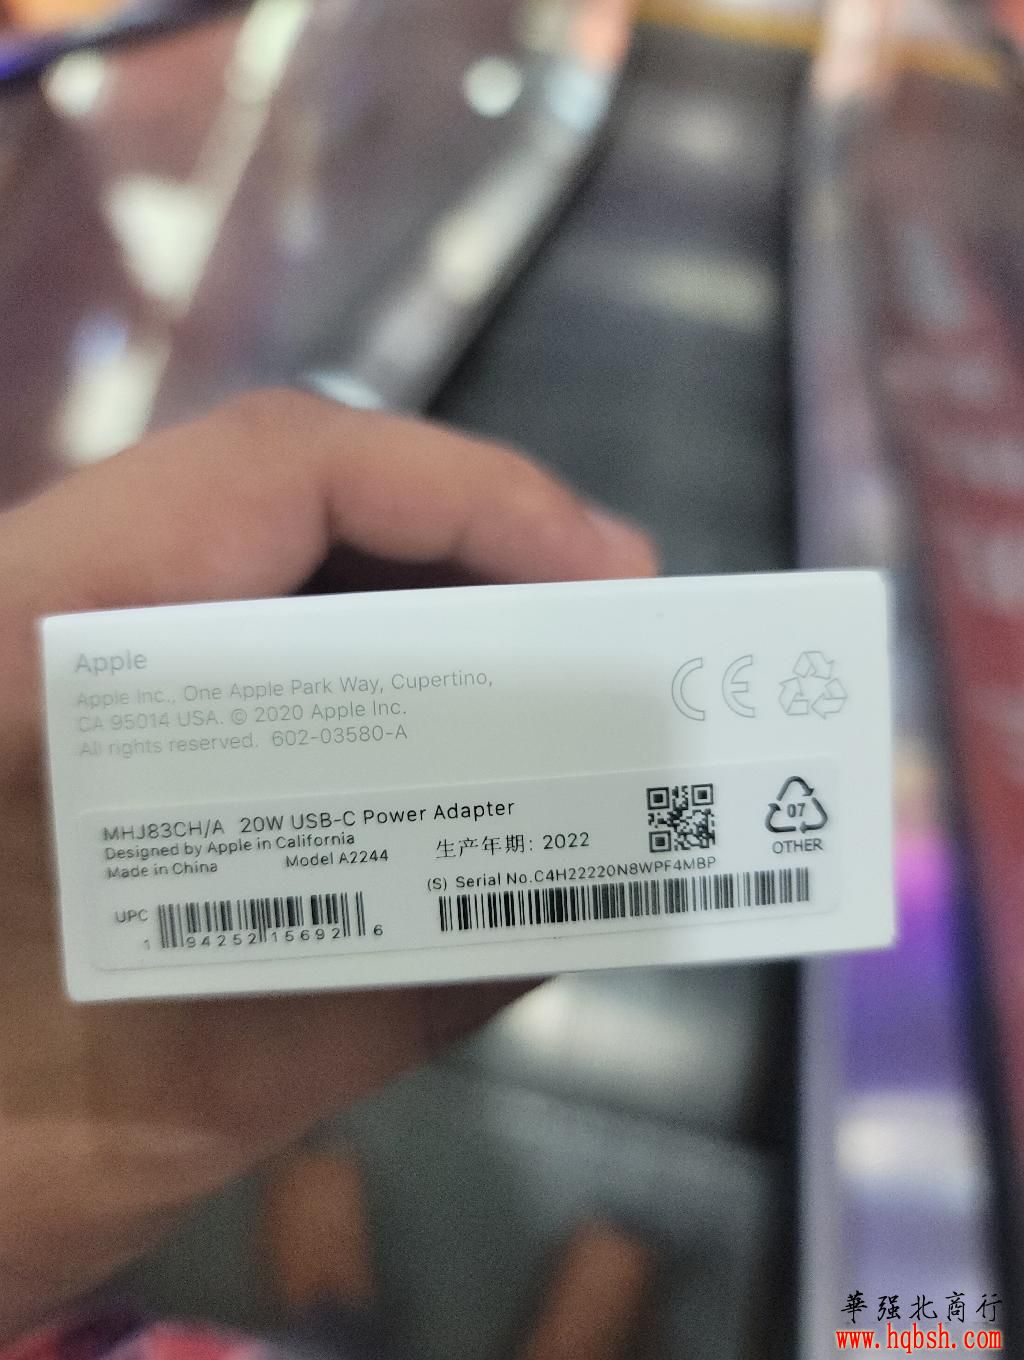 Apple
Apple Inc., One Apple Park Way, Cupertino,
CA 95014 USA. © 2020 Apple Inc.
All rights reserved. 602-03580-A
MHJ83CH/A 20W USB-C Power Adapter
Designed by Apple in California
Made in China Model A2244
生产年期: 2022
07
OTHER
(S) Serial No.C4H22220N8WPF4MBP
UPC
1 94252 15692 6
華强北商行
www.hqbsh.com